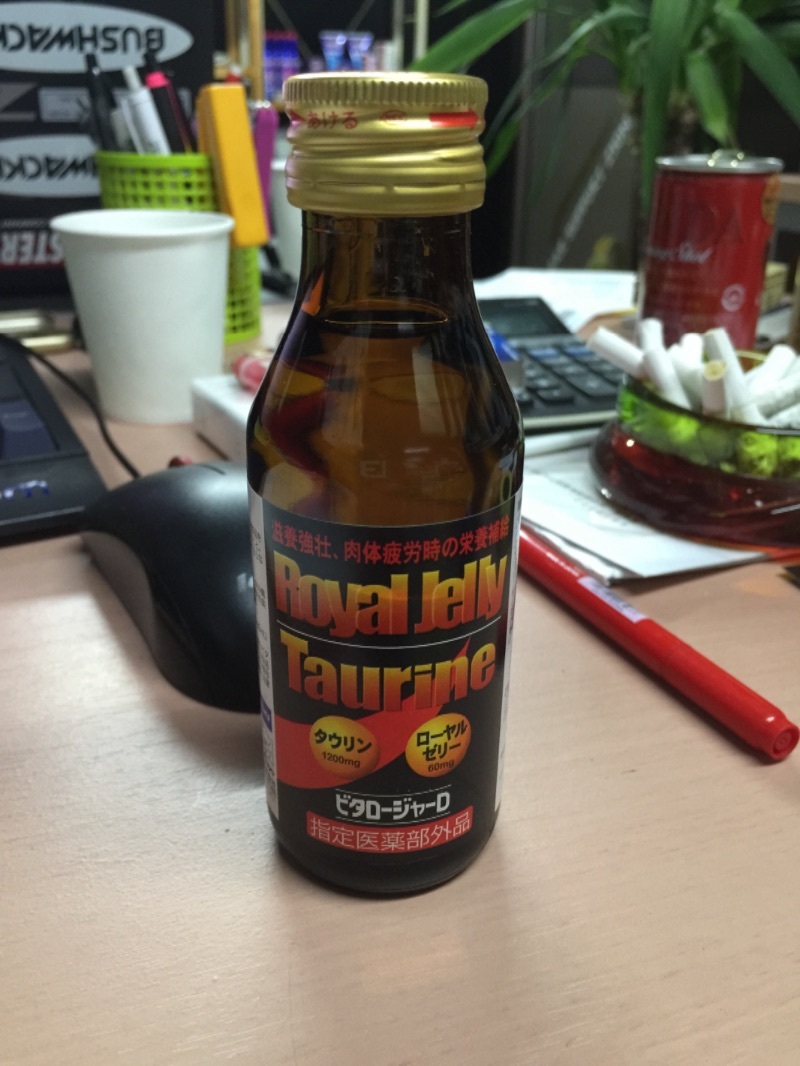 BUSHWACK
WACK
STER
あける
滋養強壮、肉体疲労時の栄養補給
Royal Jelly
Taurine
タウリン
1200mg
ローヤル
ゼリー
60mg
ビタロージャーD
指定医薬部外品